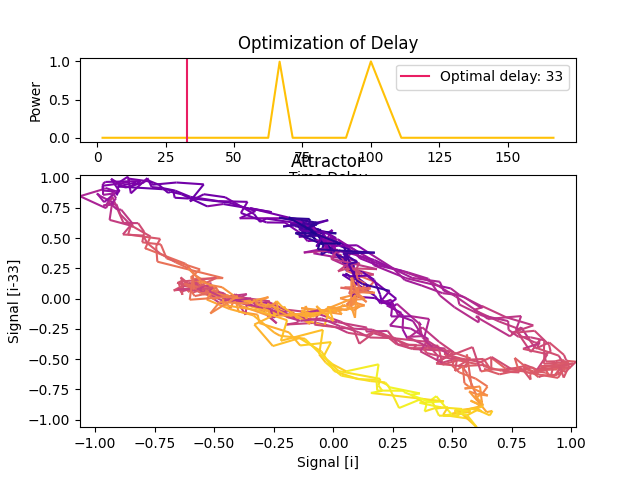 Optimization of Delay
Power
1.0
0.5
0.0
Optimal delay: 33
0 25 50 75 100 125 150
Time Delay
Attractor
Signal [i-33]
1.00
0.75
0.50
0.25
0.00
−0.25
−0.50
−0.75
−1.00
−1.00 −0.75 −0.50 −0.25 0.00 0.25 0.50 0.75 1.00
Signal [i]